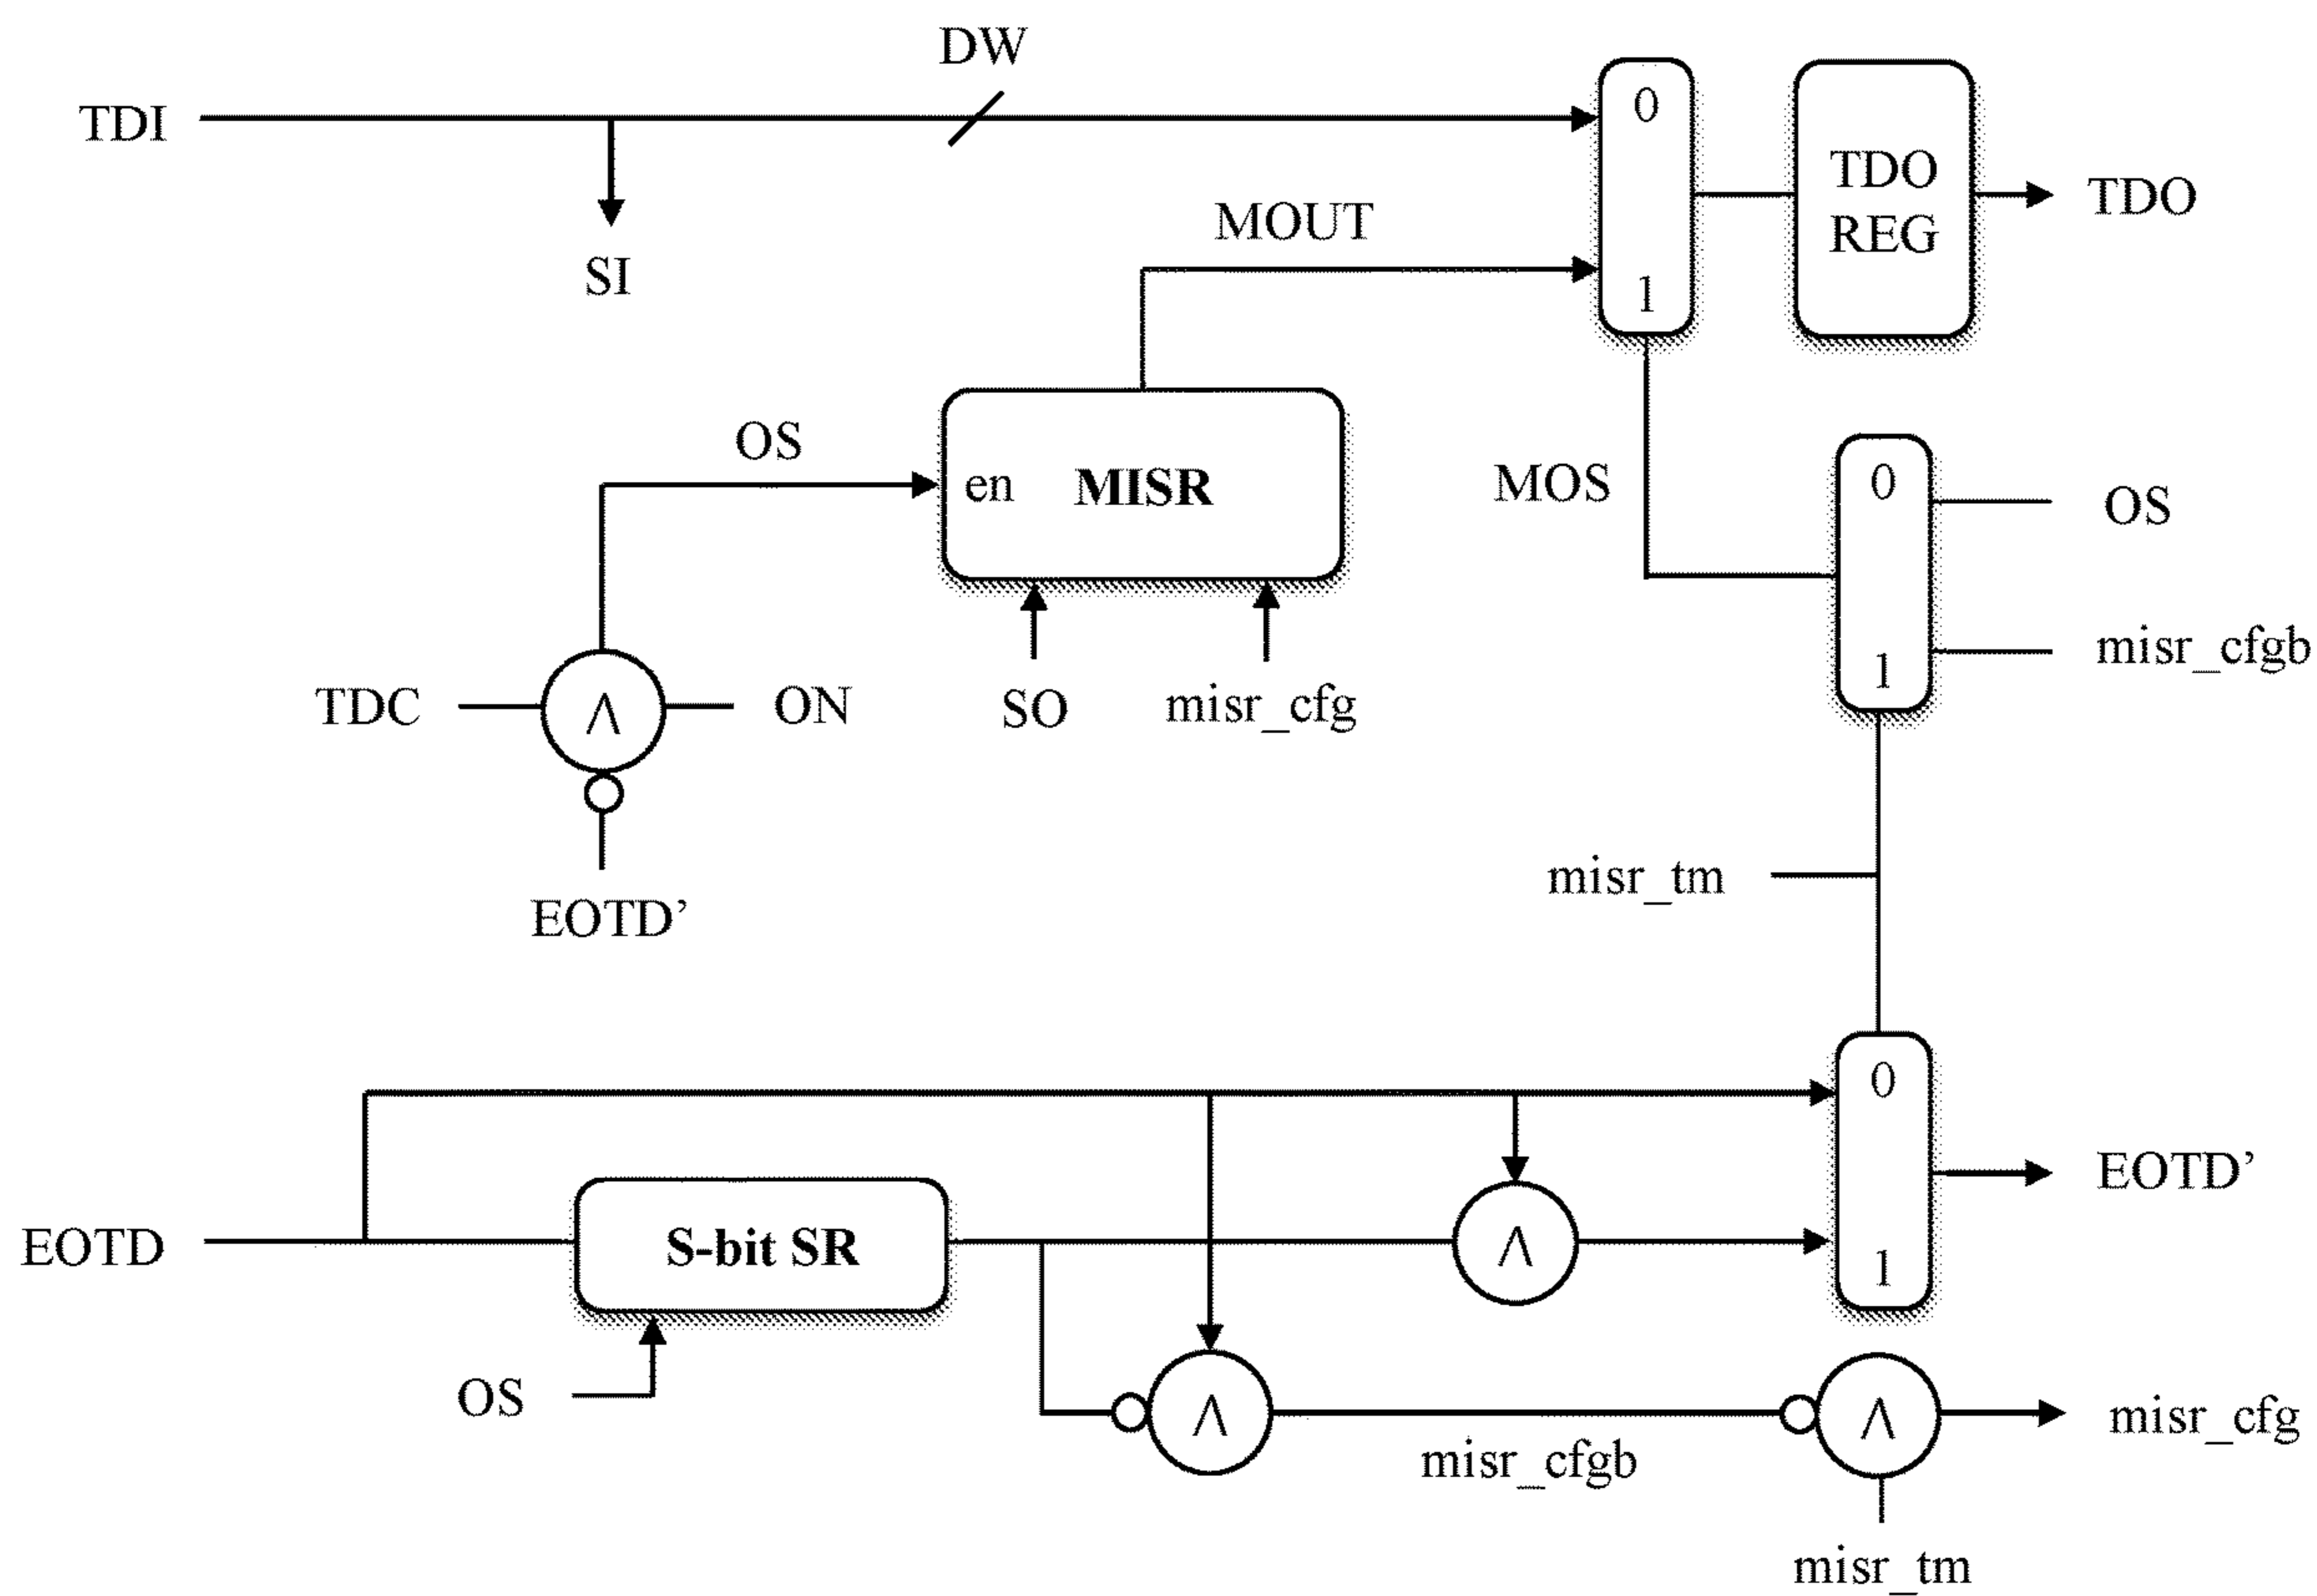 DW
TDI
0
TDO
REG
TDO
SI
MOUT
1
OS
en
MISR
MOS
0
OS
misr_cfgb
1
TDC
Λ
ON
SO
misr_cfg
EOTD’
misr_tm
0
EOTD’
EOTD
S-bit SR
Λ
1
OS
Λ
misr_cfgb
Λ
misr_cfg
misr_tm